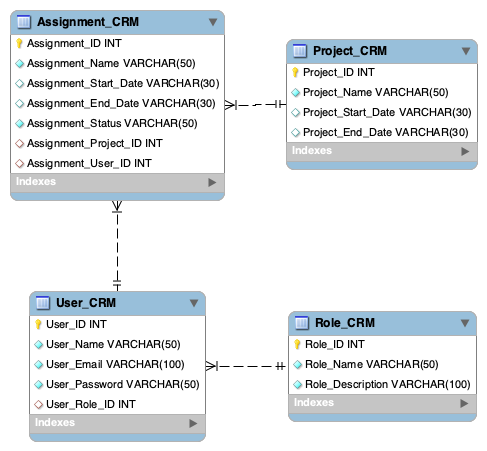 Assignment_CRM
Assignment_ID INT
Assignment_Name VARCHAR(50)
Assignment_Start_Date VARCHAR(30)
Assignment_End_Date VARCHAR(30)
Assignment_Status VARCHAR(50)
Assignment_Project_ID INT
Assignment_User_ID INT
Indexes
Project_CRM
Project_ID INT
Project_Name VARCHAR(50)
Project_Start_Date VARCHAR(30)
Project_End_Date VARCHAR(30)
Indexes
User_CRM
User_ID INT
User_Name VARCHAR(50)
User_Email VARCHAR(100)
User_Password VARCHAR(50)
User_Role_ID INT
Indexes
Role_CRM
Role_ID INT
Role_Name VARCHAR(50)
Role_Description VARCHAR(100)
Indexes